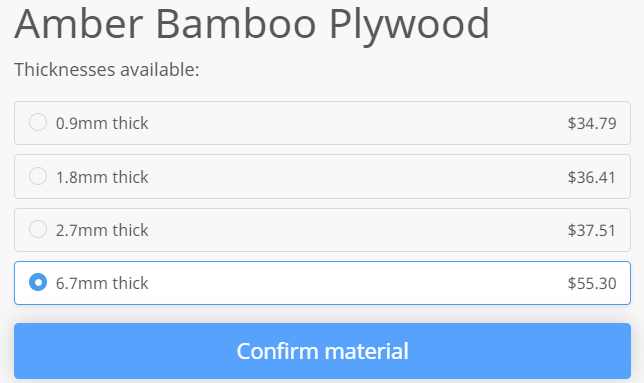 Amber Bamboo Plywood
Thicknesses available:
0.9mm thick $34.79
1.8mm thick $36.41
2.7mm thick $37.51
6.7mm thick $55.30
Confirm material